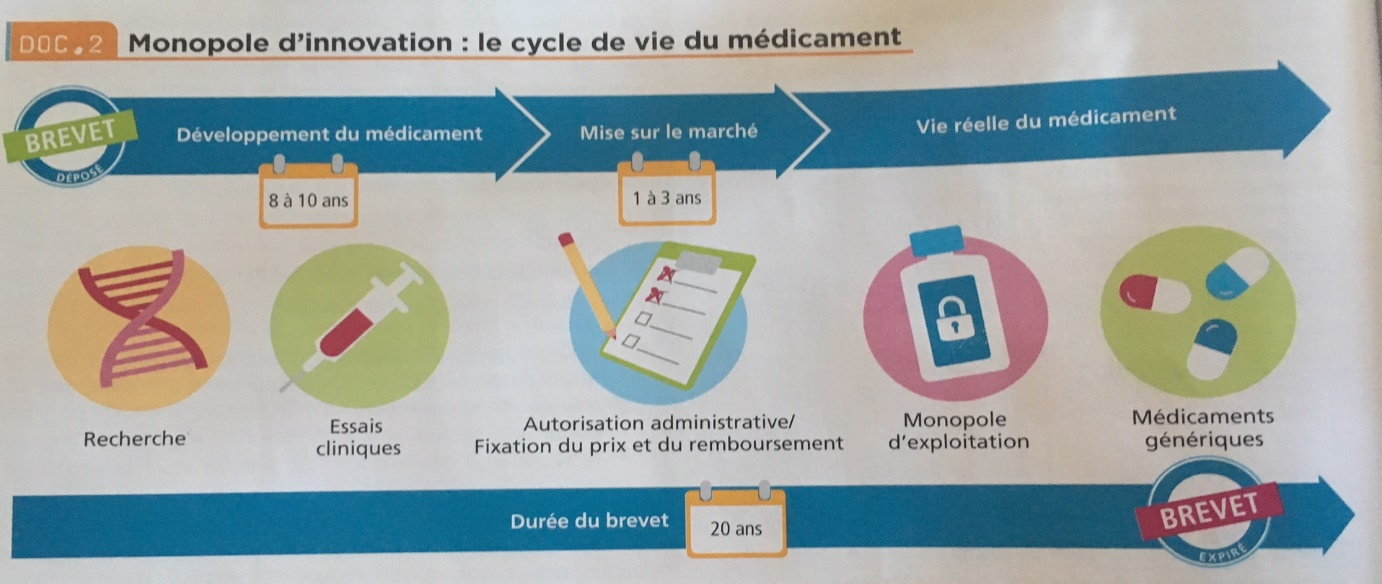 DOC.2 Monopole d'innovation : le cycle de vie du médicament
BREVET
DÉPOSÉ
Développement du médicament
Mise sur le marché
Vie réelle du médicament
8 à 10 ans
1 à 3 ans
Recherche
Essais
cliniques
Autorisation administrative/
Fixation du prix et du remboursement
Monopole
d'exploitation
Médicaments
génériques
Durée du brevet
20 ans
BREVET
EXPIRÉ